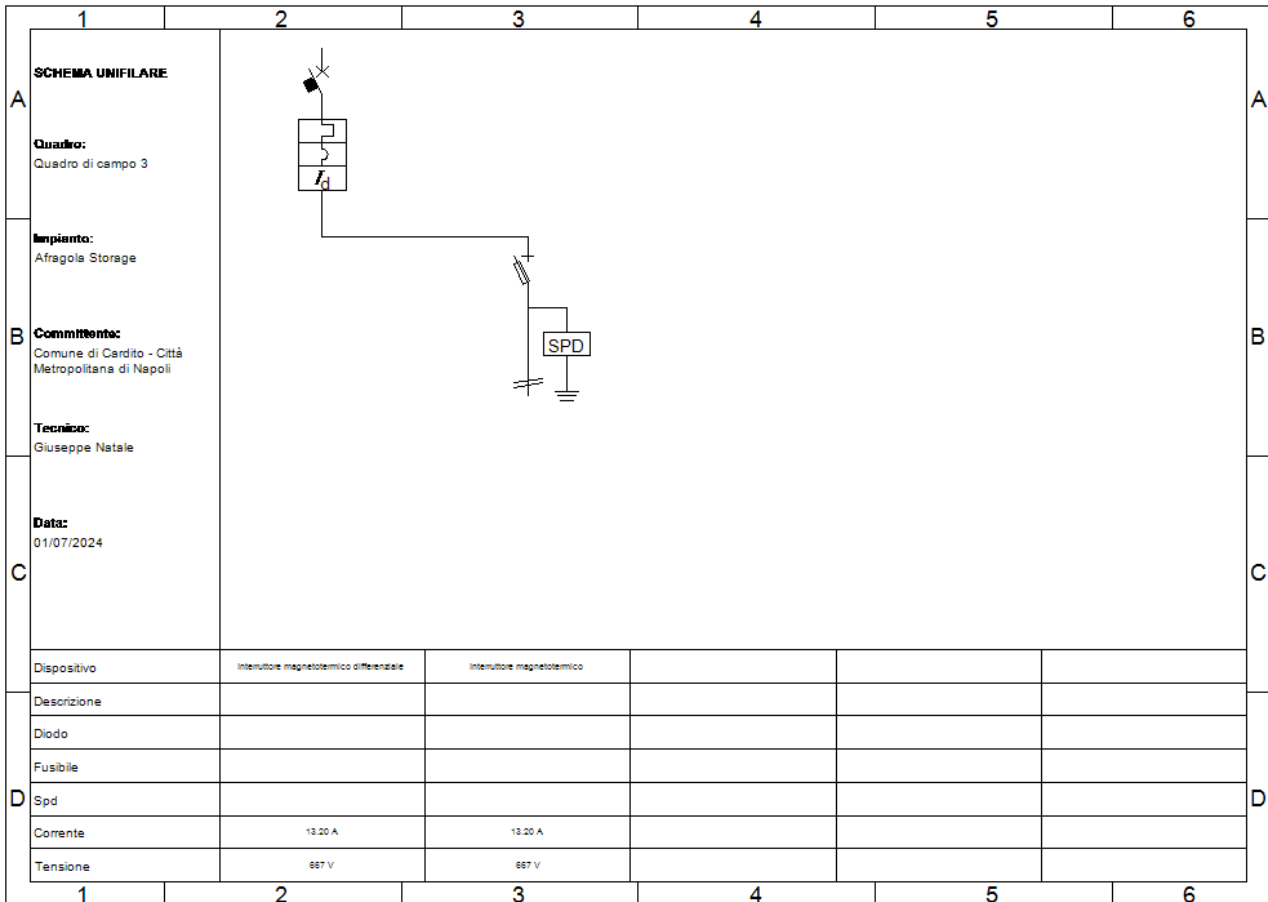 1 2 3 4 5 6
SCHEMA UNIFILARE
A A
Quadro:
Quadro di campo 3
Id
Impianto:
Afragola Storage
B B
Committente:
Comune di Cardito - Città
Metropolitana di Napoli
SPD
Tecnico:
Giuseppe Natale
Data:
01/07/2024
C C
Dispositivo Interruttore magnetotermico differenziale Interruttore magnetotermico
Descrizione
Diodo
Fusibile
D D
Spd
Corrente 13.20 A 13.20 A
Tensione 667 V 667 V
1 2 3 4 5 6